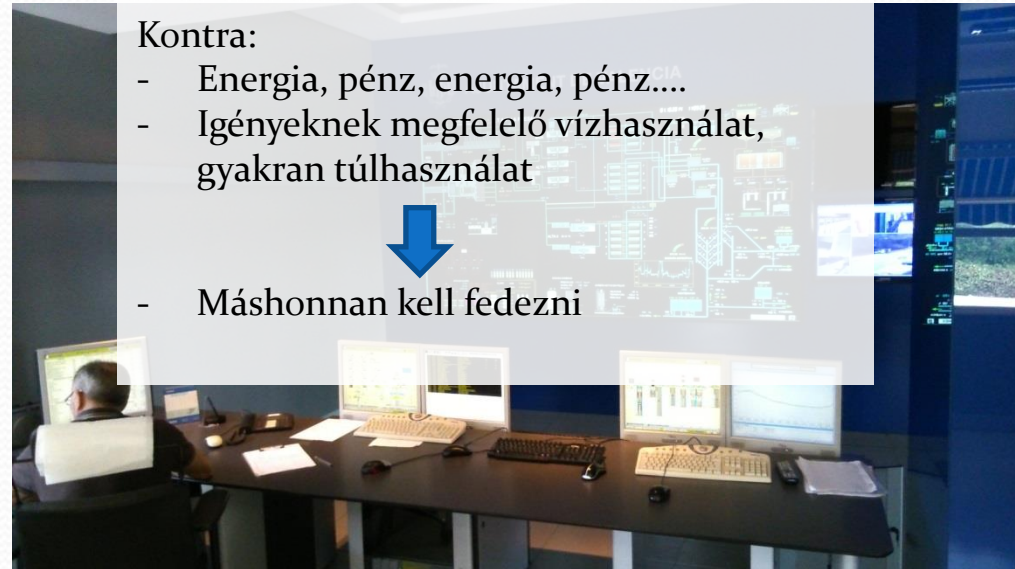 Kontra:
- Energia, pénz, energia, pénz....
- Igényeknek megfelelő vízhasználat,
gyakran túlhasználat
- Máshonnan kell fedezni